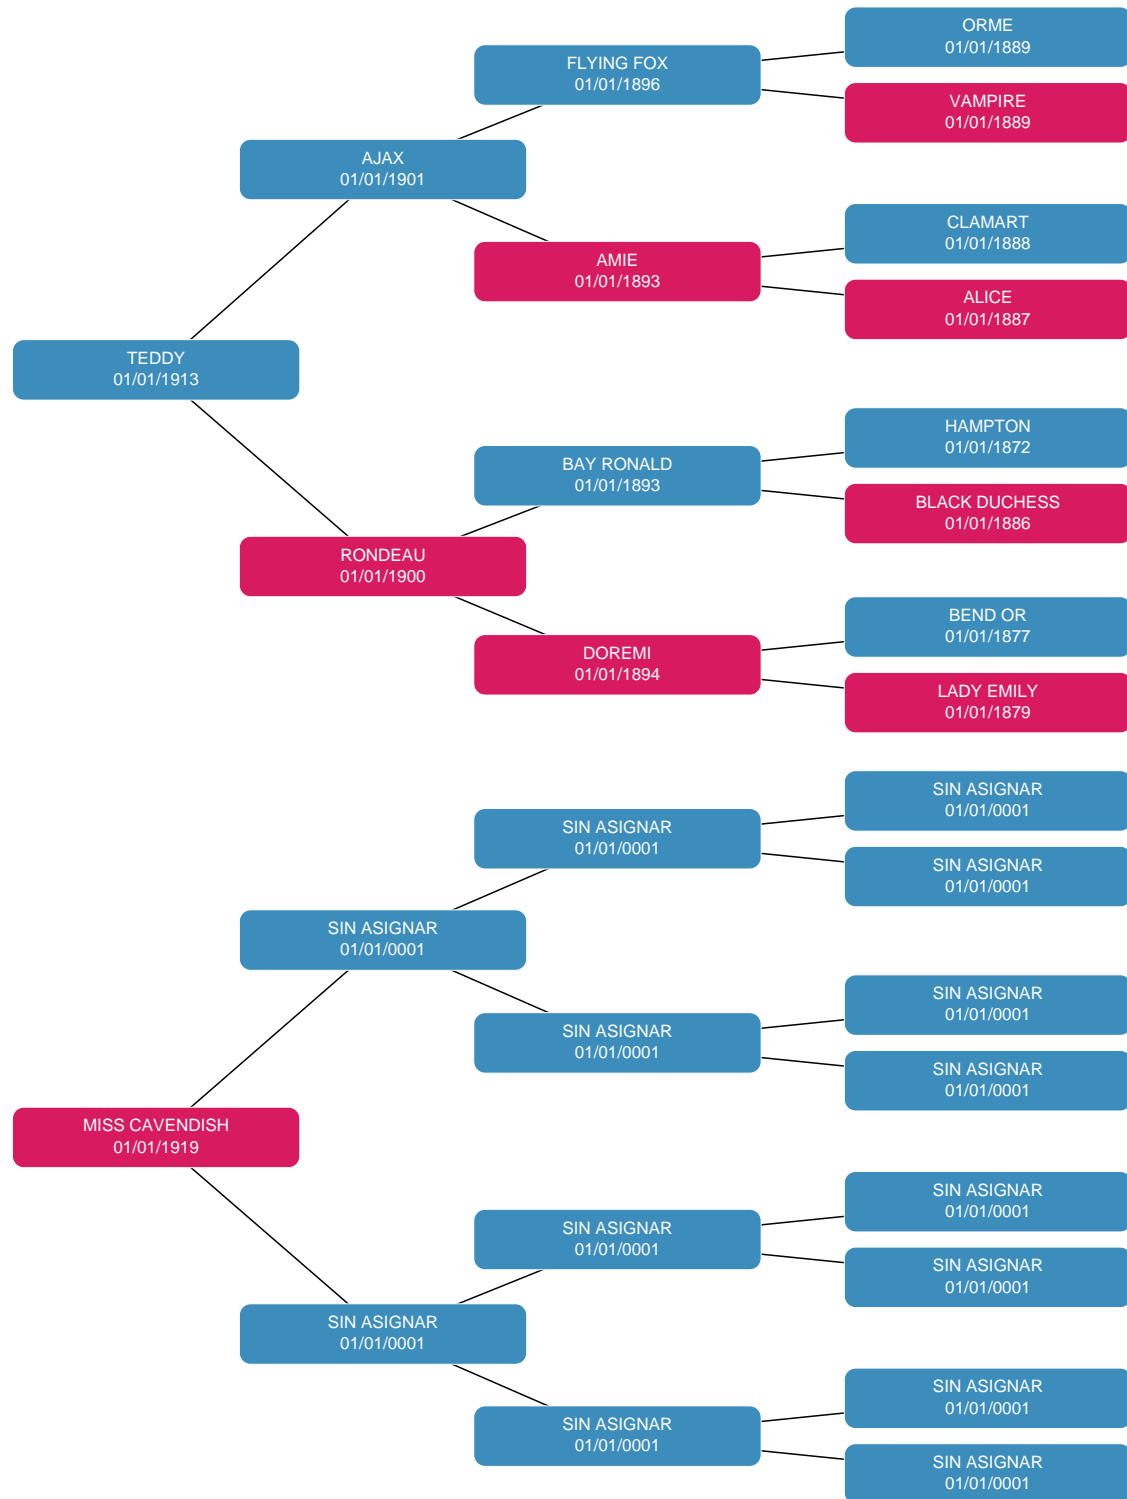 ORME
01/01/1889
FLYING FOX
01/01/1896
VAMPIRE
01/01/1889
AJAX
01/01/1901
CLAMART
01/01/1888
AMIE
01/01/1893
ALICE
01/01/1887
TEDDY
01/01/1913
HAMPTON
01/01/1872
BAY RONALD
01/01/1893
BLACK DUCHESS
01/01/1886
RONDEAU
01/01/1900
BEND OR
01/01/1877
DOREMI
01/01/1894
LADY EMILY
01/01/1879
SIN ASIGNAR
01/01/0001
SIN ASIGNAR
01/01/0001
SIN ASIGNAR
01/01/0001
SIN ASIGNAR
01/01/0001
SIN ASIGNAR
01/01/0001
SIN ASIGNAR
01/01/0001
SIN ASIGNAR
01/01/0001
MISS CAVENDISH
01/01/1919
SIN ASIGNAR
01/01/0001
SIN ASIGNAR
01/01/0001
SIN ASIGNAR
01/01/0001
SIN ASIGNAR
01/01/0001
SIN ASIGNAR
01/01/0001
SIN ASIGNAR
01/01/0001
SIN ASIGNAR
01/01/0001